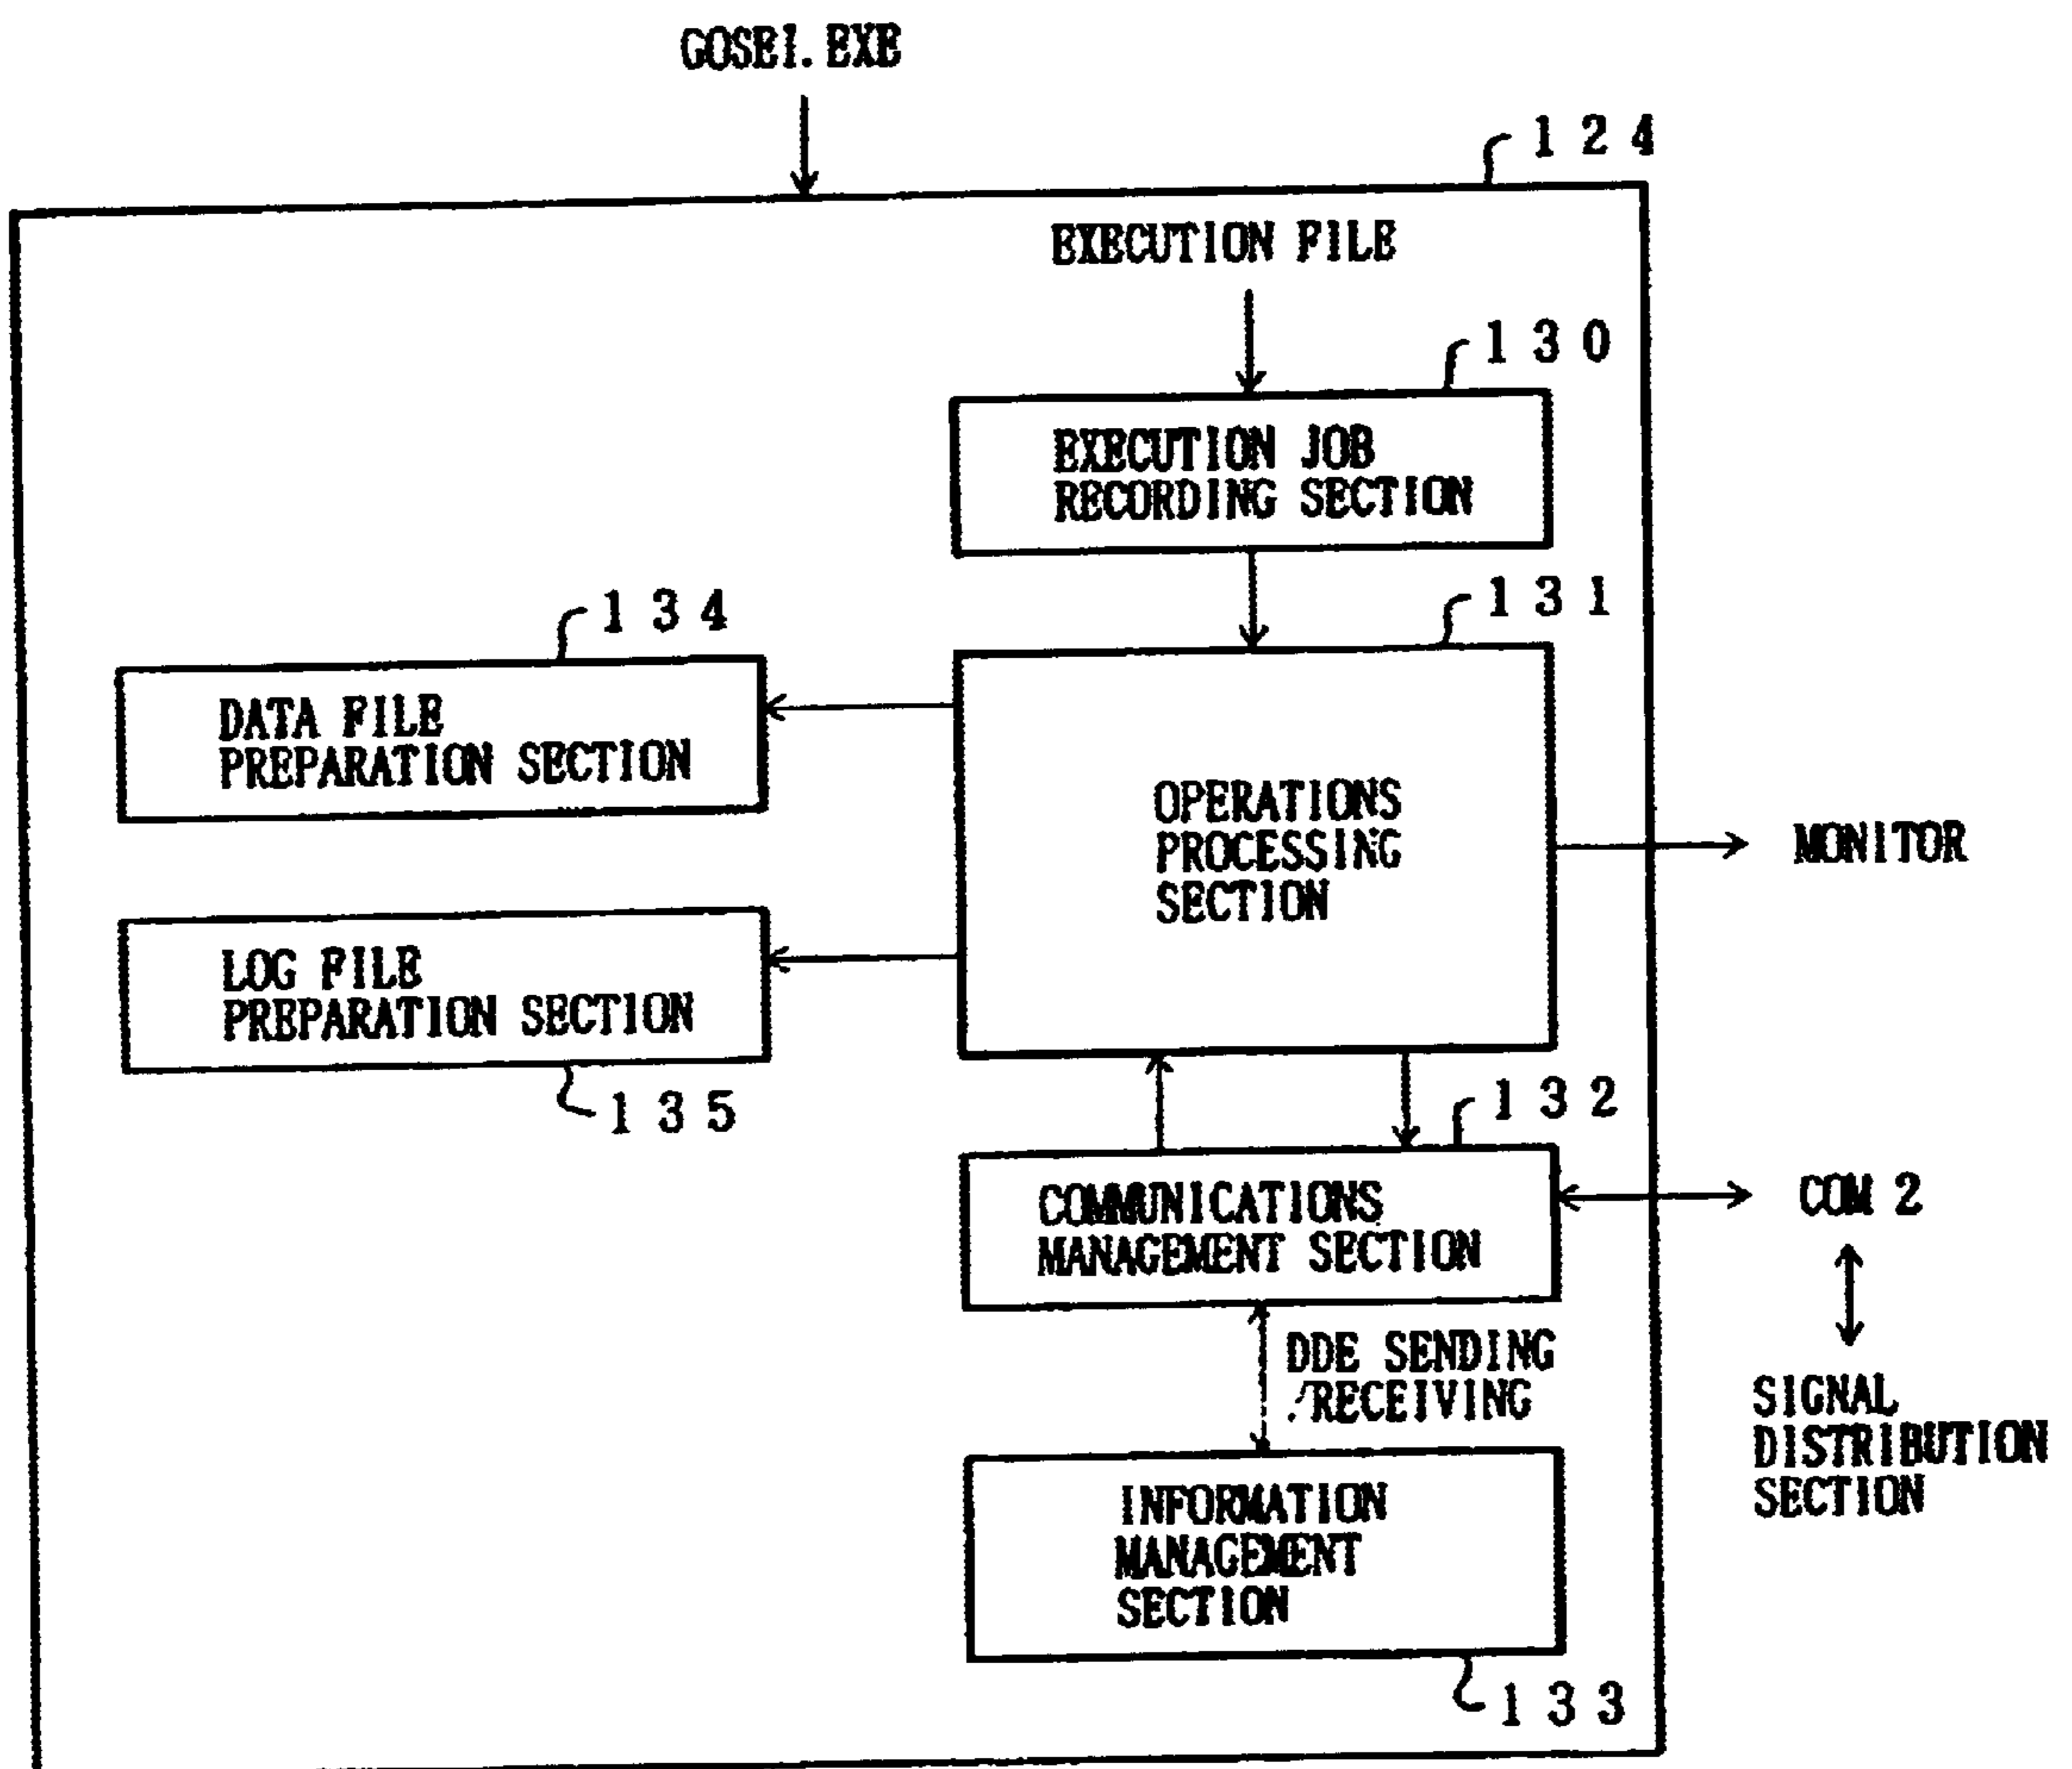 GOSEI.EXE
124
EXECUTION FILE
130
EXECUTION JOB
RECORDING SECTION
131
134
DATA FILE
PREPARATION SECTION
OPERATIONS
PROCESSING
SECTION
MONITOR
LOG FILE
PREPARATION SECTION
135
132
COMMUNICATIONS
MANAGEMENT SECTION
COM 2
DDE SENDING
/RECEIVING
SIGNAL
DISTRIBUTION
SECTION
INFORMATION
MANAGEMENT
SECTION
133